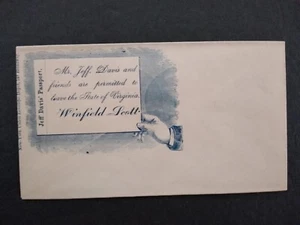 Jeff Davis' Passport.
Mr. Jeff. Davis and
friends are permitted to
leave the State of Virginia.
Winfield Scott